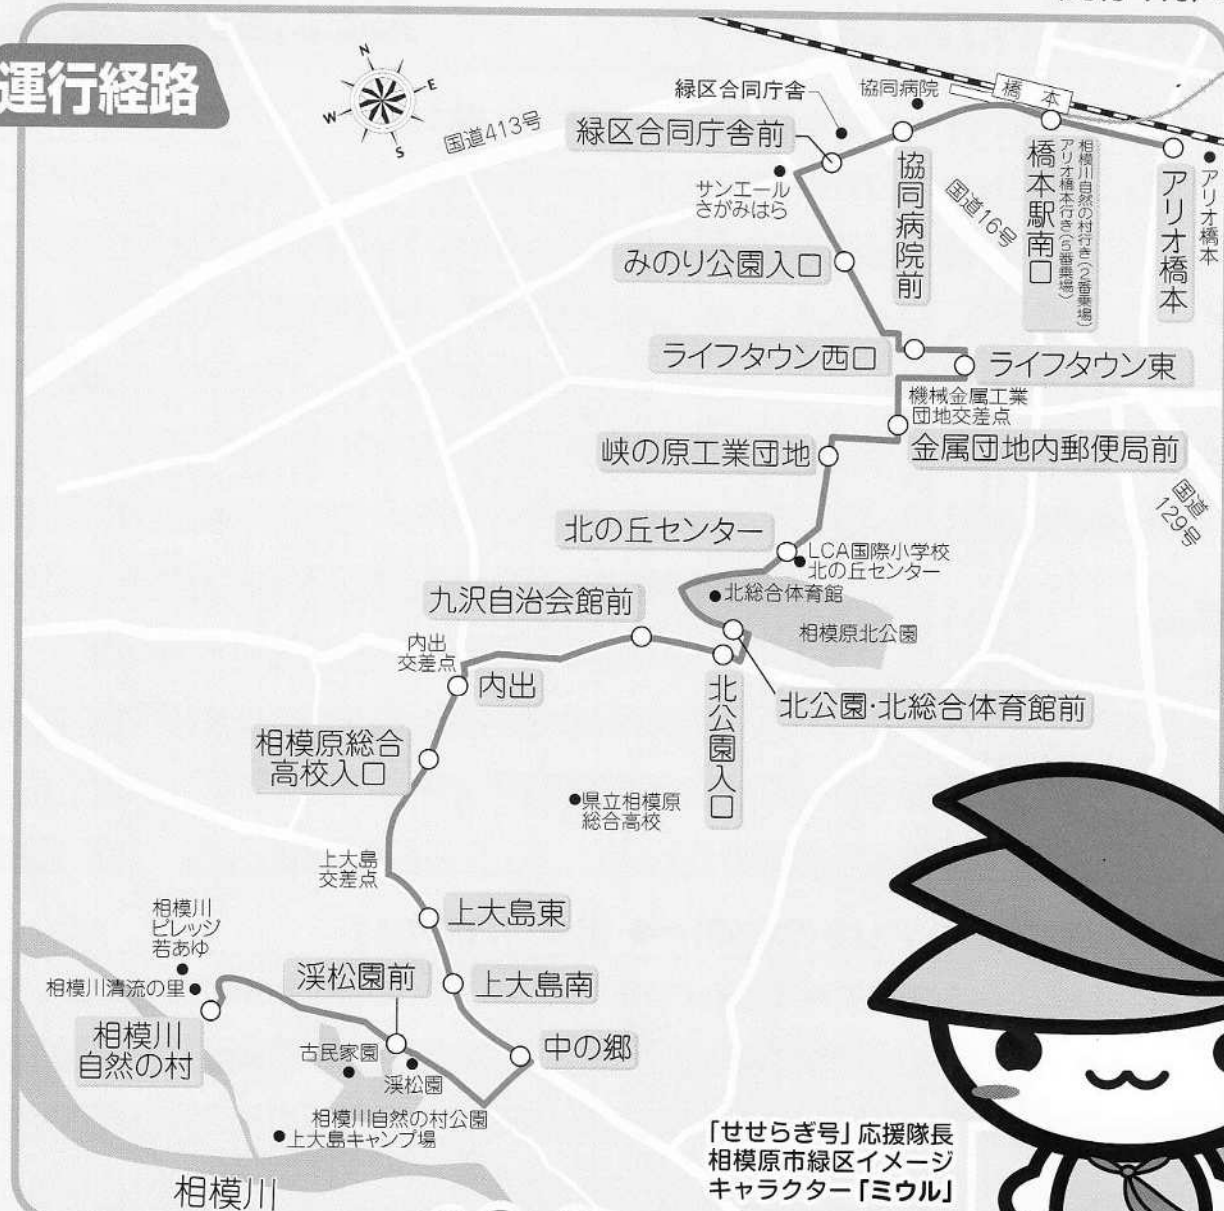 運行経路
N
E
W
S
国道413号
緑区合同庁舎
協同病院
橋本
緑区合同庁舎前
サンエール
さがみはら
協同病院前
国道16号
橋本駅南口
相模川自然の村行き(2番乗場)
アリオ橋本行き(5番乗場)
アリオ橋本
アリオ橋本
みのり公園入口
ライフタウン西口
ライフタウン東
機械金属工業
団地交差点
峡の原工業団地
金属団地内郵便局前
国道
129号
北の丘センター
LCA国際小学校
北の丘センター
九沢自治会館前
北総合体育館
相模原北公園
内出
交差点
内出
北公園入口
北公園・北総合体育館前
相模原総合
高校入口
県立相模原
総合高校
上大島
交差点
上大島東
相模川
ビレッジ
若あゆ
相模川清流の里
渓松園前
上大島南
相模川
自然の村
古民家園
渓松園
中の郷
相模川自然の村公園
上大島キャンプ場
相模川
「せせらぎ号」応援隊長
相模原市緑区イメージ
キャラクター「ミウル」